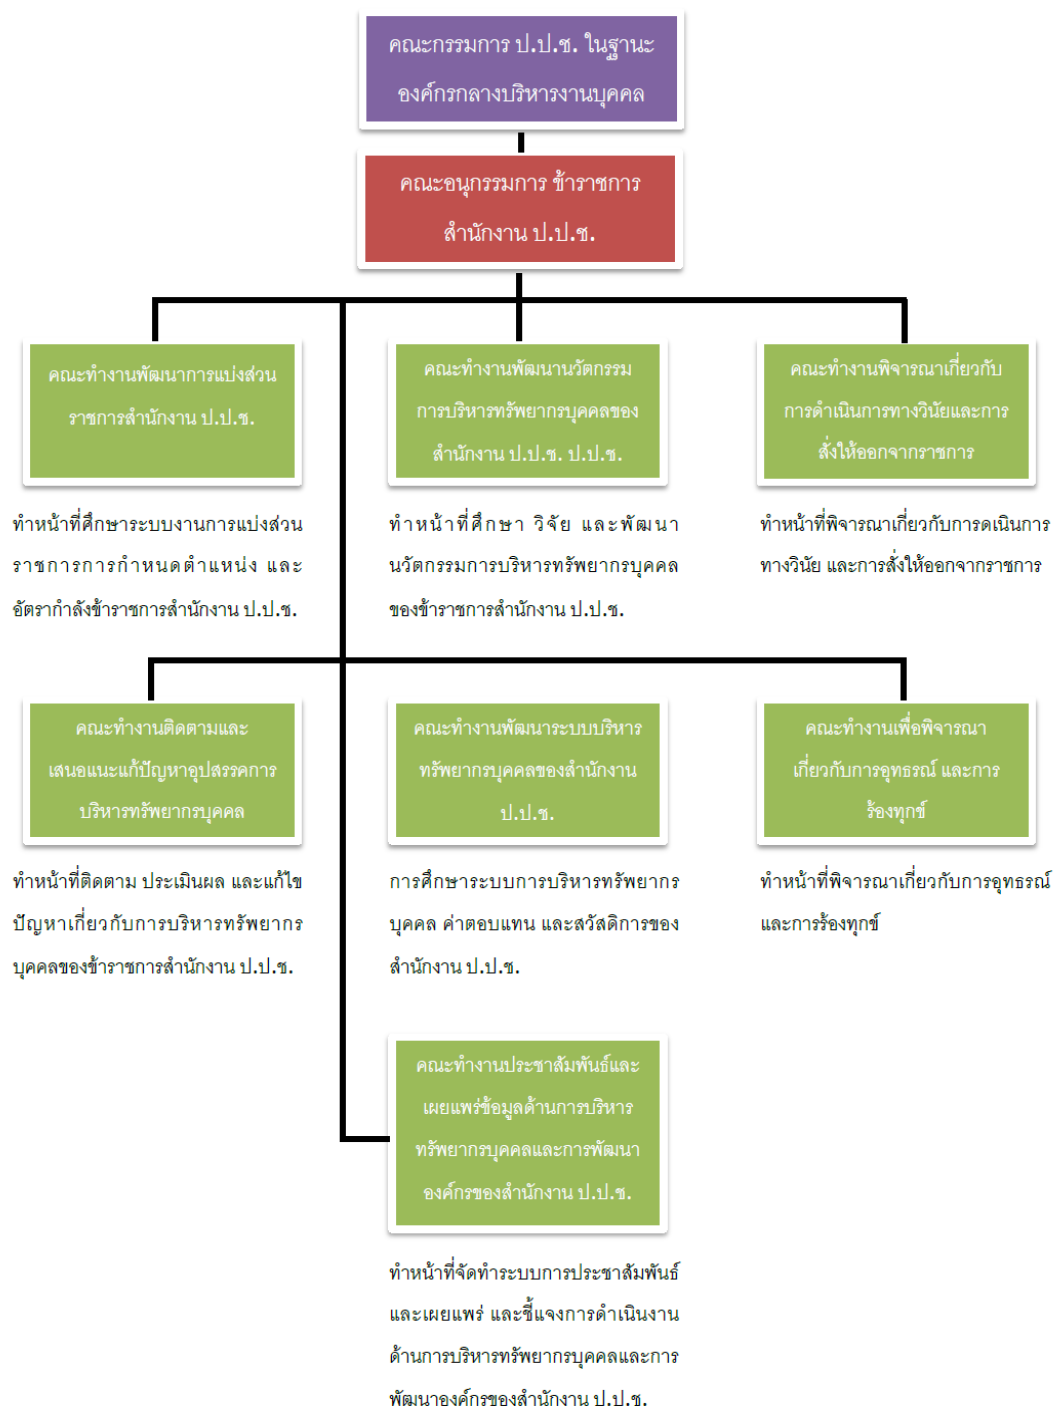 คณะกรรมการ ป.ป.ช. ในฐานะ
องค์กรกลางบริหารงานบุคคล
คณะอนุกรรมการ ข้าราชการ
สำนักงาน ป.ป.ช.
คณะทำงานพัฒนาการแบ่งส่วน
ราชการสำนักงาน ป.ป.ช.
ทำหน้าที่ศึกษาระบบงานการแบ่งส่วน
ราชการการกำหนดตำแหน่ง และ
อัตรากำลังข้าราชการสำนักงาน ป.ป.ช.
คณะทำงานพัฒนานวัตกรรม
การบริหารทรัพยากรบุคคลของ
สำนักงาน ป.ป.ช. ป.ป.ช.
ทำหน้าที่ศึกษา วิจัย และพัฒนา
นวัตกรรมการบริหารทรัพยากรบุคคล
ของข้าราชการสำนักงาน ป.ป.ช.
คณะทำงานพิจารณาเกี่ยวกับ
การดำเนินการทางวินัยและการ
สั่งให้ออกจากราชการ
ทำหน้าที่พิจารณาเกี่ยวกับการดเนินการ
ทางวินัย และการสั่งให้ออกจากราชการ
คณะทำงานติดตามและ
เสนอแนะแก้ปัญหาอุปสรรคการ
บริหารทรัพยากรบุคคล
ทำหน้าที่ติดตาม ประเมินผล และแก้ไข
ปัญหาเกี่ยวกับการบริหารทรัพยากร
บุคคลของข้าราชการสำนักงาน ป.ป.ช.
คณะทำงานพัฒนาระบบบริหาร
ทรัพยากรบุคคลของสำนักงาน
ป.ป.ช.
การศึกษาระบบการบริหารทรัพยากร
บุคคล ค่าตอบแทน และสวัสดิการของ
สำนักงาน ป.ป.ช.
คณะทำงานเพื่อพิจารณา
เกี่ยวกับการอุทธรณ์ และการ
ร้องทุกข์
ทำหน้าที่พิจารณาเกี่ยวกับการอุทธรณ์
และการร้องทุกข์
คณะทำงานประชาสัมพันธ์และ
เผยแพร่ข้อมูลด้านการบริหาร
ทรัพยากรบุคคลและการพัฒนา
องค์กรของสำนักงาน ป.ป.ช.
ทำหน้าที่จัดทำระบบการประชาสัมพันธ์
และเผยแพร่ และชี้แจงการดำเนินงาน
ด้านการบริหารทรัพยากรบุคคลและการ
พัฒนาองค์กรของสำนักงาน ป.ป.ช.